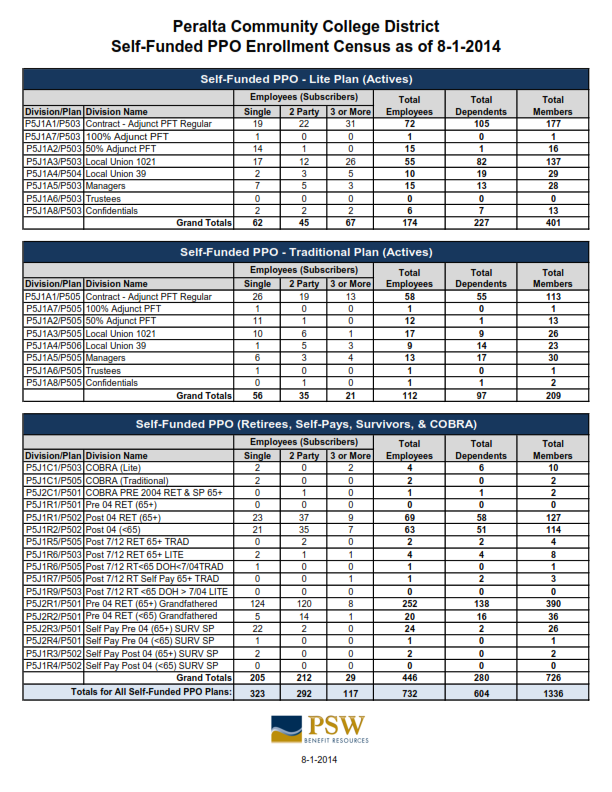 Peralta Community College District
Self-Funded PPO Enrollment Census as of 8-1-2014
Self-Funded PPO - Lite Plan (Actives)
Employees (Subscribers) Total Total Total
Division/Plan Division Name Single 2 Party 3 or More Employees Dependents Members
P5J1A1/P503 Contract - Adjunct PFT Regular 19 22 31 72 105 177
P5J1A7/P503 100% Adjunct PFT 1 0 0 1 0 1
P5J1A2/P503 50% Adjunct PFT 14 1 0 15 1 16
P5J1A3/P503 Local Union 1021 17 12 26 55 82 137
P5J1A4/P504 Local Union 39 2 3 5 10 19 29
P5J1A5/P503 Managers 7 5 3 15 13 28
P5J1A6/P503 Trustees 0 0 0 0 0 0
P5J1A8/P503 Confidentials 2 2 2 6 7 13
Grand Totals 62 45 67 174 227 401
Self-Funded PPO - Traditional Plan (Actives)
Employees (Subscribers) Total Total Total
Division/Plan Division Name Single 2 Party 3 or More Employees Dependents Members
P5J1A1/P505 Contract - Adjunct PFT Regular 26 19 13 58 55 113
P5J1A7/P505 100% Adjunct PFT 1 0 0 1 0 1
P5J1A2/P505 50% Adjunct PFT 11 1 0 12 1 13
P5J1A3/P505 Local Union 1021 10 6 1 17 9 26
P5J1A4/P506 Local Union 39 1 5 3 9 14 23
P5J1A5/P505 Managers 6 3 4 13 17 30
P5J1A6/P505 Trustees 1 0 0 1 0 1
P5J1A8/P505 Confidentials 0 1 0 1 1 2
Grand Totals 56 35 21 112 97 209
Self-Funded PPO (Retirees, Self-Pays, Survivors, & COBRA)
Employees (Subscribers) Total Total Total
Division/Plan Division Name Single 2 Party 3 or More Employees Dependents Members
P5J1C1/P503 COBRA (Lite) 2 0 2 4 6 10
P5J1C1/P505 COBRA (Traditional) 2 0 0 2 0 2
P5J2C1/P501 COBRA PRE 2004 RET & SP 65+ 0 1 0 1 1 2
P5J1R1/P501 Pre 04 RET (65+) 0 0 0 0 0 0
P5J1R1/P502 Post 04 RET (65+) 23 37 9 69 58 127
P5J1R2/P502 Post 04 (<65) 21 35 7 63 51 114
P5J1R5/P505 Post 7/12 RET 65+ TRAD 0 2 0 2 2 4
P5J1R6/P503 Post 7/12 RET 65+ LITE 2 1 1 4 4 8
P5J1R6/P505 Post 7/12 RT<65 DOH<7/04TRAD 1 0 0 1 0 1
P5J1R7/P505 Post 7/12 RT Self Pay 65+ TRAD 0 0 1 1 2 3
P5J1R9/P503 Post 7/12 RT <65 DOH > 7/04 LITE 0 0 0 0 0 0
P5J2R1/P501 Pre 04 RET (65+) Grandfathered 124 120 8 252 138 390
P5J2R2/P501 Pre 04 RET (<65) Grandfathered 5 14 1 20 16 36
P5J2R3/P501 Self Pay Pre 04 (65+) SURV SP 22 2 0 24 2 26
P5J2R4/P501 Self Pay Pre 04 (<65) SURV SP 1 0 0 1 0 1
P5J1R3/P502 Self Pay Post 04 (65+) SURV SP 2 0 0 2 0 2
P5J1R4/P502 Self Pay Post 04 (<65) SURV SP 0 0 0 0 0 0
Grand Totals 205 212 29 446 280 726
Totals for All Self-Funded PPO Plans: 323 292 117 732 604 1336
PSW
BENEFIT RESOURCES
8-1-2014